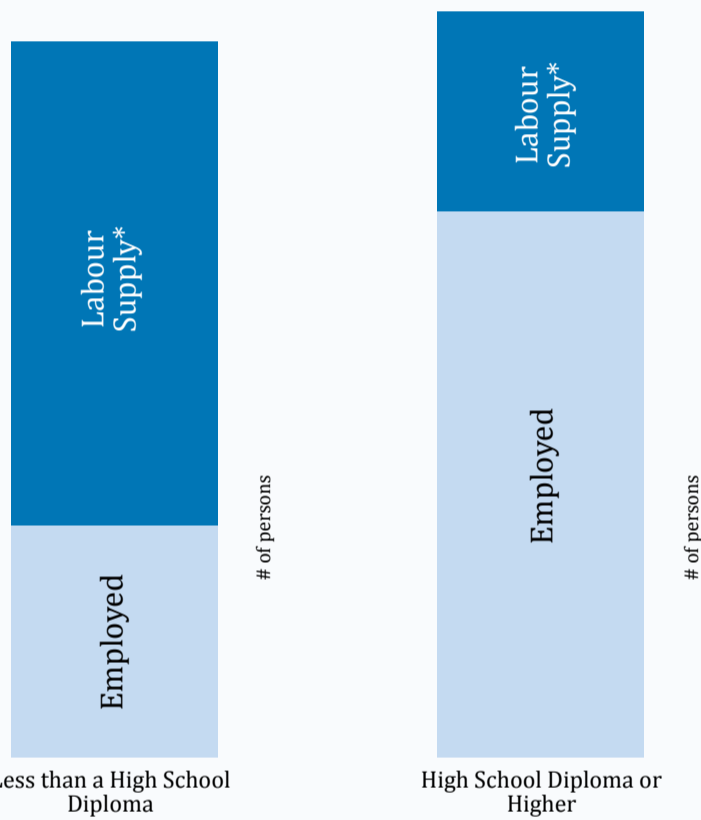 Labour
Supply*
Employed
# of persons
Less than a High School
Diploma
Labour
Supply*
Employed
# of persons
High School Diploma or
Higher